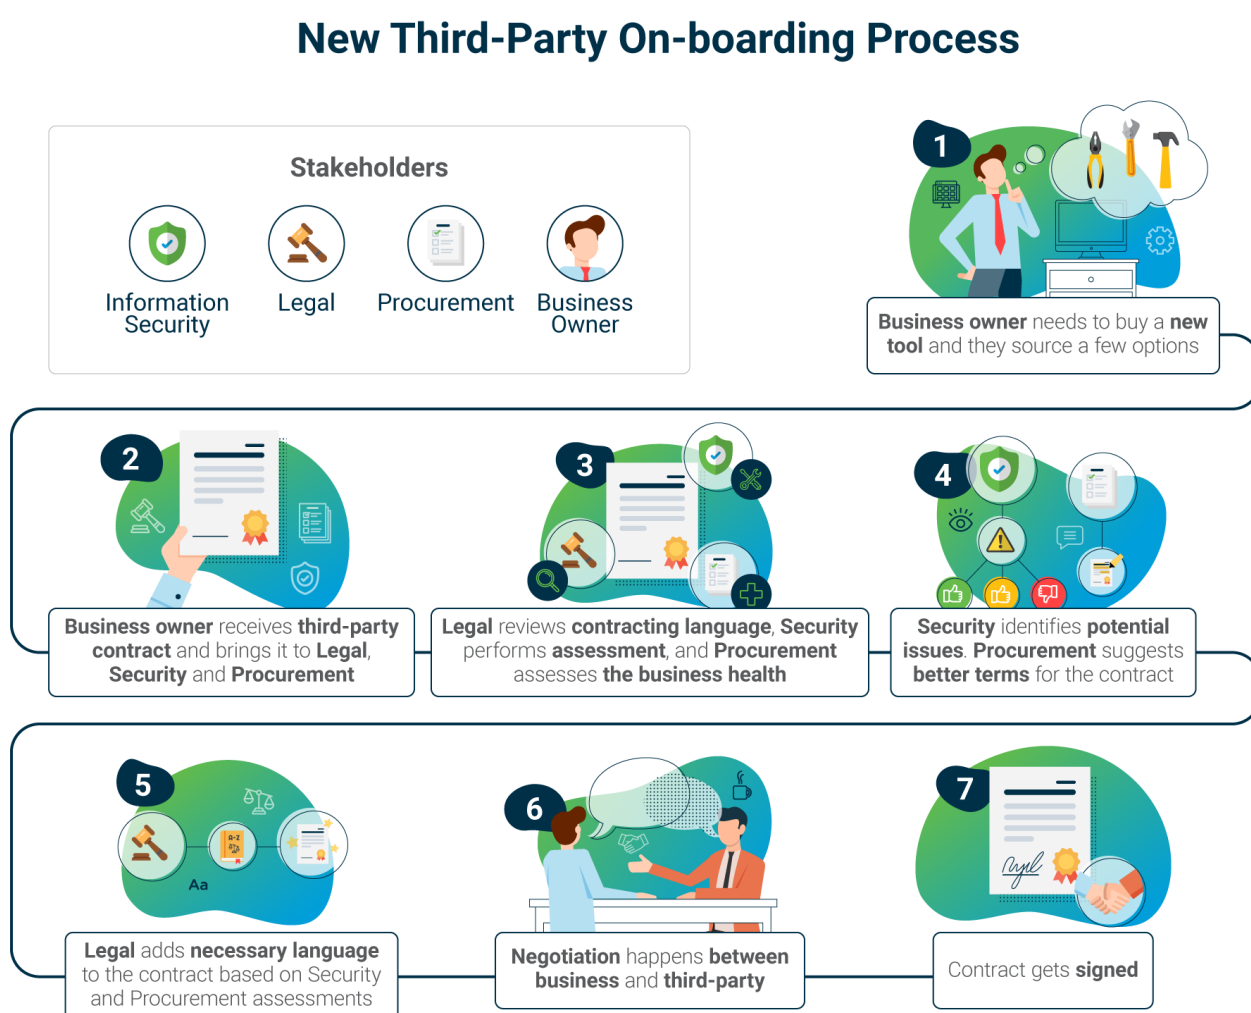 New Third-Party On-boarding Process
Stakeholders
Information
Security
Legal
Procurement
Business
Owner
1
Business owner needs to buy a new
tool and they source a few options
2
Business owner receives third-party
contract and brings it to Legal,
Security and Procurement
3
Legal reviews contracting language, Security
performs assessment, and Procurement
assesses the business health
4
Security identifies potential
issues. Procurement suggests
better terms for the contract
5
A-Z
Aa
Legal adds necessary language
to the contract based on Security
and Procurement assessments
6
Negotiation happens between
business and third-party
7
Contract gets signed